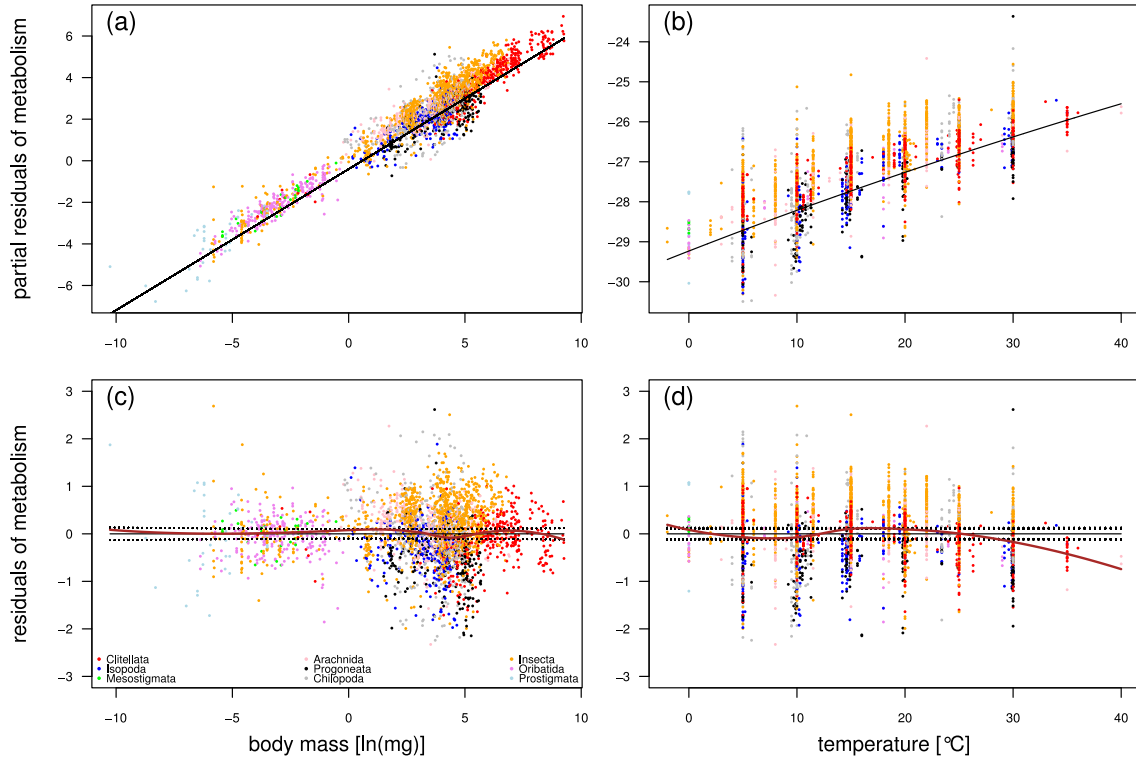 (a)
partial residuals of metabolism
6
4
2
0
−2
−4
−6
−10 −5 0 5 10
(b)
−24
−25
−26
−27
−28
−29
−30
0 10 20 30 40
(c)
residuals of metabolism
3
2
1
0
−1
−2
−3
Clitellata Arachnida Insecta
Isopoda Progoneata Oribatida
Mesostigmata Chilopoda Prostigmata
−10 −5 0 5 10
body mass [ln(mg)]
(d)
3
2
1
0
−1
−2
−3
0 10 20 30 40
temperature [°C]